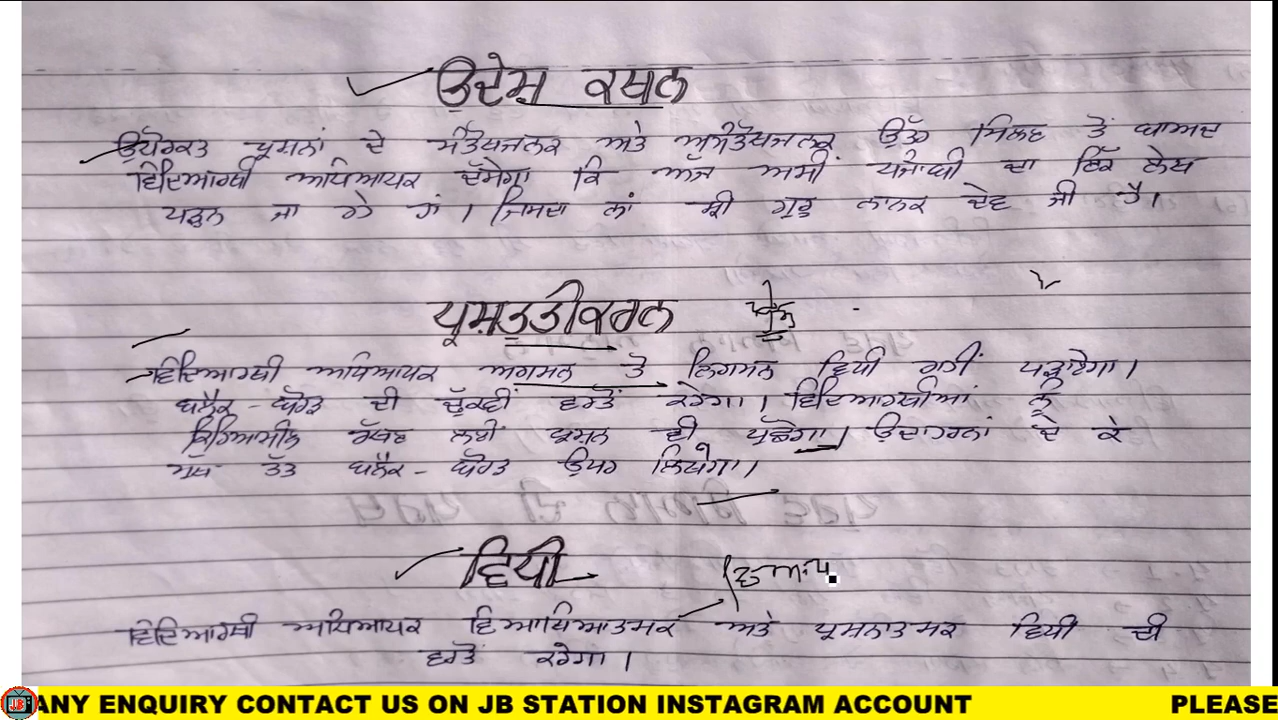 ਉਦੇਸ਼ ਕਥਨ
ਉਪਰੋਕਤ ਪ੍ਰਸ਼ਨਾਂ ਦੇ ਸੰਤੋਸ਼ਜਨਕ ਅਤੇ ਅਸੰਤੋਸ਼ਜਨਕ ਉੱਤਰ ਮਿਲਣ ਤੋਂ ਬਾਅਦ
ਵਿਦਿਆਰਥੀ ਅਧਿਆਪਕ ਦੱਸੇਗਾ ਕਿ ਅੱਜ ਅਸੀਂ ਪੰਜਾਬੀ ਦਾ ਇੱਕ ਲੇਖ
ਪੜ੍ਹਨ ਜਾ ਰਹੇ ਹਾਂ । ਜਿਸਦਾ ਨਾਂ ਸ਼੍ਰੀ ਗੁਰੂ ਨਾਨਕ ਦੇਵ ਜੀ ਹੈ ।
ਪ੍ਰਸਤੁਤੀਕਰਨ
ਵਿਦਿਆਰਥੀ ਅਧਿਆਪਕ ਅਗਮਨ ਤੇ ਨਿਗਮਨ ਵਿਧੀ ਰਾਹੀਂ ਪੜ੍ਹਾਏਗਾ ।
ਬਲੈਕ - ਬੋਰਡ ਦੀ ਢੁੱਕਵੀਂ ਵਰਤੋਂ ਕਰੇਗਾ । ਵਿਦਿਆਰਥੀਆਂ ਨੂੰ
ਕਿਰਿਆਸ਼ੀਲ ਰੱਖਣ ਲਈ ਪ੍ਰਸ਼ਨ ਵੀ ਪੁੱਛੇਗਾ । ਉਦਾਹਰਨਾਂ ਦੇ ਕੇ
ਮੁੱਖ ਤੱਤ ਬਲੈਕ - ਬੋਰਡ ਉਪਰ ਲਿਖੇਗਾ ।
ਵਿਧੀ
ਵਿਦਿਆਰਥੀ ਅਧਿਆਪਕ ਵਿਆਖਿਆਤਮਕ ਅਤੇ ਪ੍ਰਸ਼ਨਾਤਮਕ ਵਿਧੀ ਦੀ
ਵਰਤੋਂ ਕਰੇਗਾ ।
ANY ENQUIRY CONTACT US ON JB STATION INSTAGRAM ACCOUNT PLEASE